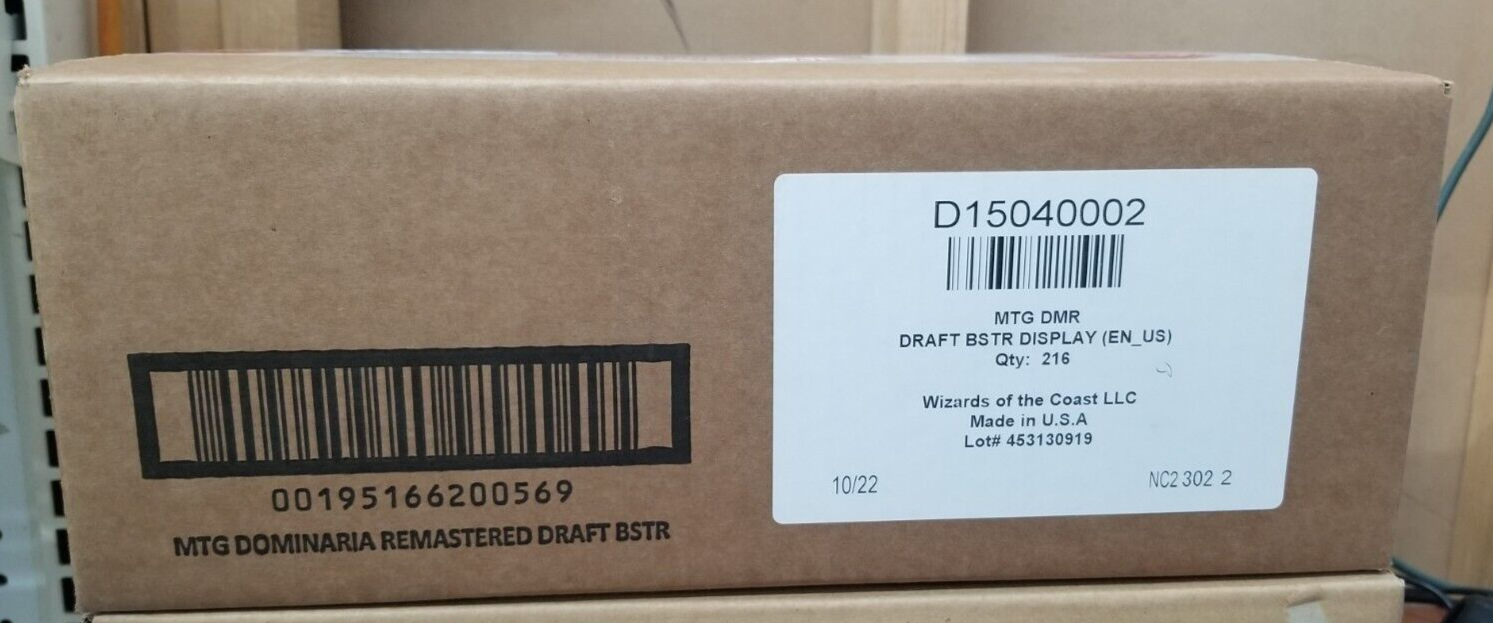 00195166200569
MTG DOMINARIA REMASTERED DRAFT BSTR
D15040002
MTG DMR
DRAFT BSTR DISPLAY (EN_US)
Qty: 216
Wizards of the Coast LLC
Made in U.S.A
Lot# 453130919
10/22
NC2 302 2